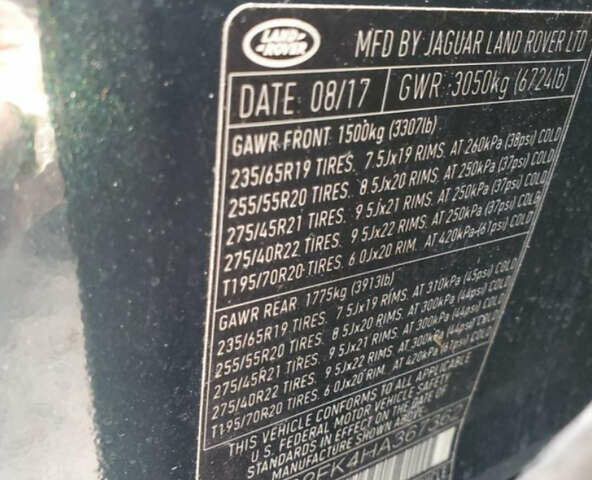 LAND
ROVER
MFD BY JAGUAR LAND ROVER LTD
DATE: 08/17 GWR: 3050kg (6724lb)
GAWR FRONT 1500kg (3307lb)
235/65R19 TIRES. 7.5Jx19 RIMS. AT 260kPa (38psi) COLD
255/55R20 TIRES. 8 5Jx20 RIMS. AT 250kPa (37psi) COLD
275/45R21 TIRES. 9 5Jx21 RIMS. AT 250kPa (37psi) COLD
275/40R22 TIRES. 9 5Jx22 RIMS. AT 250kPa (37psi) COLD
T195/70R20 TIRES. 6 0Jx20 RIM. AT 420kPa (61psi) COLD
GAWR REAR 1775kg (3913lb)
235/65R19 TIRES. 7 5Jx19 RIMS. AT 310kPa (45psi) COLD
255/55R20 TIRES. 8 5Jx20 RIMS. AT 300kPa (44psi) COLD
275/45R21 TIRES. 9 5Jx21 RIMS. AT 300kPa (44psi) COLD
275/40R22 TIRES. 9 5Jx22 RIMS. AT 300kPa (44psi) COLD
T195/70R20 TIRES. 6 0Jx20 RIM. AT 420kPa (61psi) COLD
THIS VEHICLE CONFORMS TO ALL APPLICABLE
U.S. FEDERAL MOTOR VEHICLE SAFETY
STANDARDS IN EFFECT ON THE DATE OF
MANUFACTURE